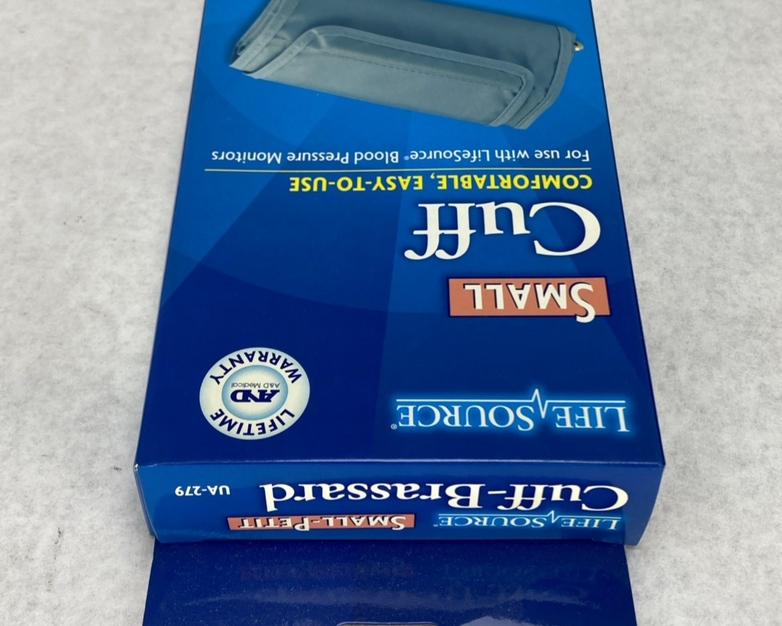 LIFE SOURCE® SMALL-PETIT
Cuff-Brassard UA-279
LIFE SOURCE®
LIFETIME
AND
A&D Medical
WARRANTY
SMALL
Cuff
COMFORTABLE, EASY-TO-USE
For use with LifeSource® Blood Pressure Monitors